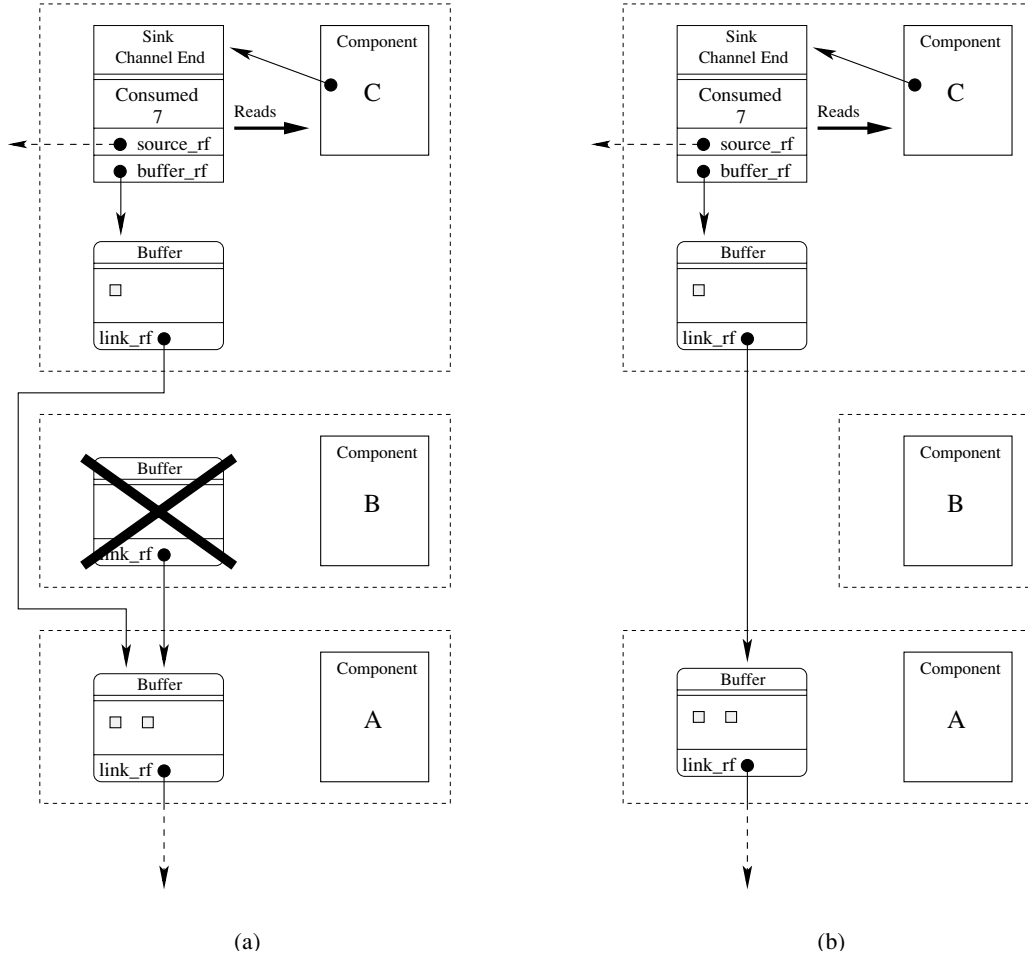 Sink
Channel End
Component
C
Consumed
7
Reads
source_rf
buffer_rf
Buffer
link_rf
Component
B
Buffer
link_rf
Component
A
Buffer
link_rf
(a)
Sink
Channel End
Component
C
Consumed
7
Reads
source_rf
buffer_rf
Buffer
link_rf
Component
B
Component
A
Buffer
link_rf
(b)